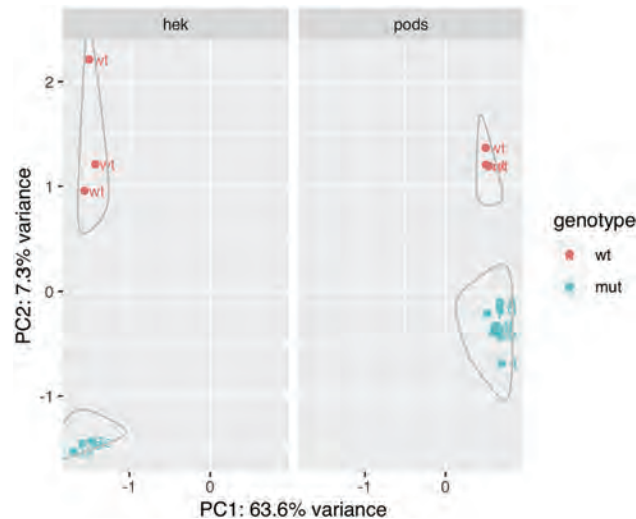 hek
pods
2
1
0
-1
PC2: 7.3% variance
wt
wt
wt
wt
wt
-1
0
-1
0
PC1: 63.6% variance
genotype
wt
mut